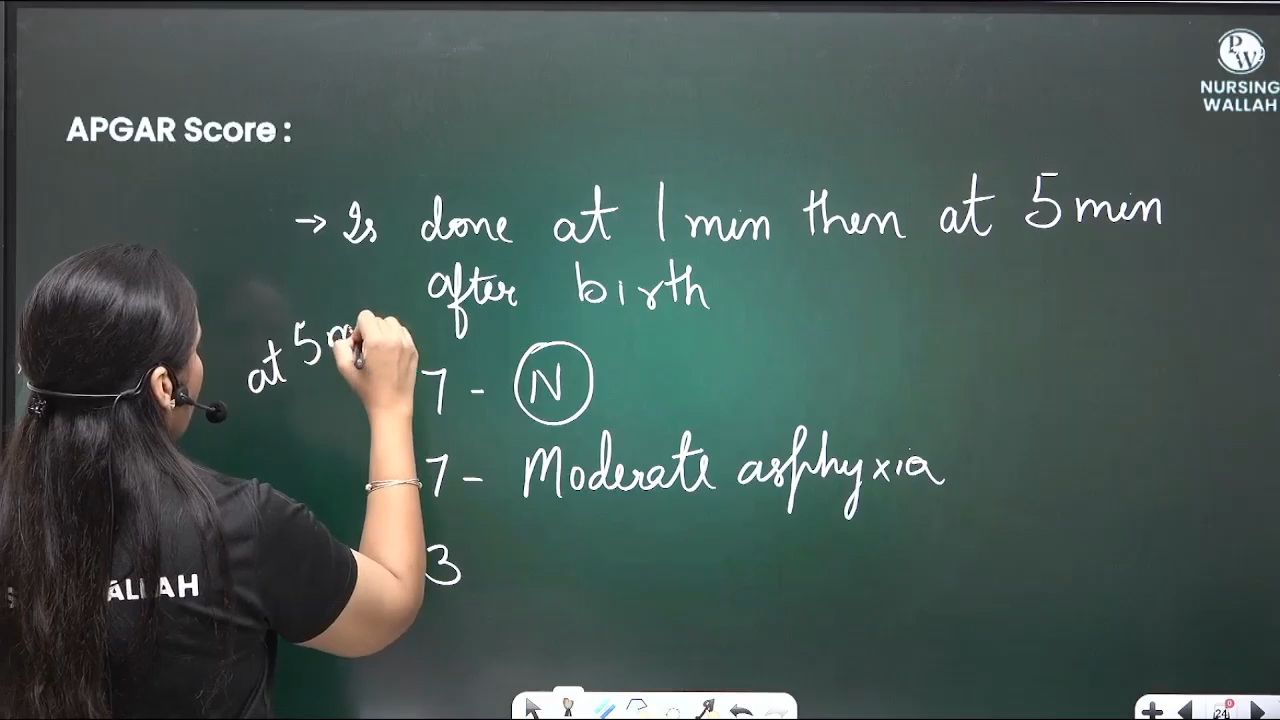 NURSING
WALLAH
APGAR Score :
→ Is done at 1 min then at 5 min
after birth
at 5 m
7 - N
7 - Moderate asphyxia
3
ALLAH
24